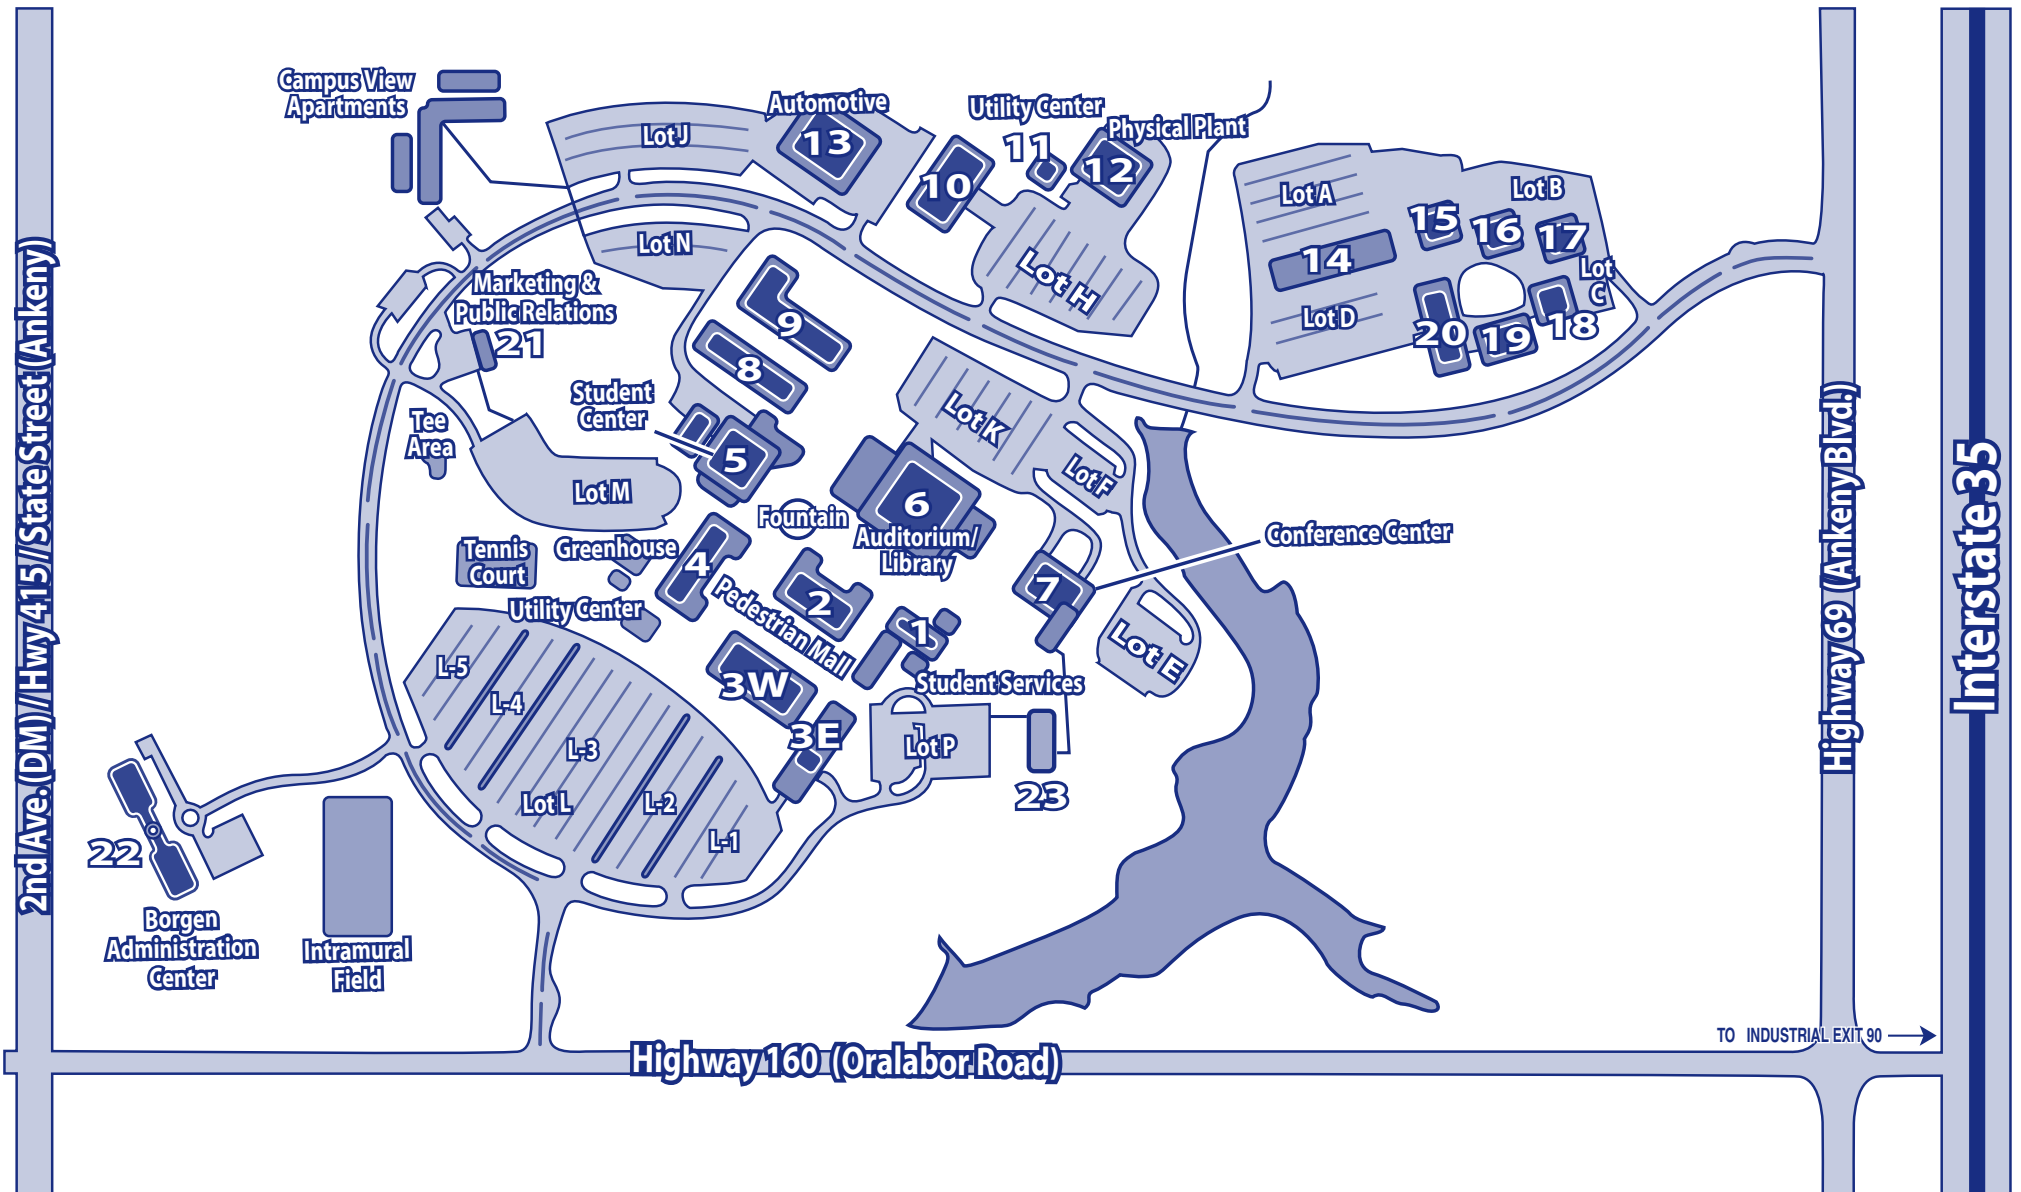 Campus View
Apartments
Lot J
Automotive
13
10
Utility Center
11
Physical Plant
12
Lot A
Lot B
15
16
17
14
Lot
C
Lot D
20
19
18
Lot N
Lot H
Marketing &
Public Relations
21
9
8
Student
Center
5
Tee
Area
Lot M
Lot K
Lot F
6
Auditorium/
Library
Fountain
Conference Center
7
Tennis
Court
Greenhouse
4
Utility Center
Pedestrian Mall
2
1
Lot E
Student Services
3W
3E
Lot P
23
L-5
L-4
L-3
Lot L
L-2
L-1
22
Borgen
Administration
Center
Intramural
Field
2nd Ave. (DM) / Hwy 415 / State Street (Ankeny)
Highway 69 (Ankeny Blvd.)
Interstate 35
TO INDUSTRIAL EXIT 90
Highway 160 (Oralabor Road)